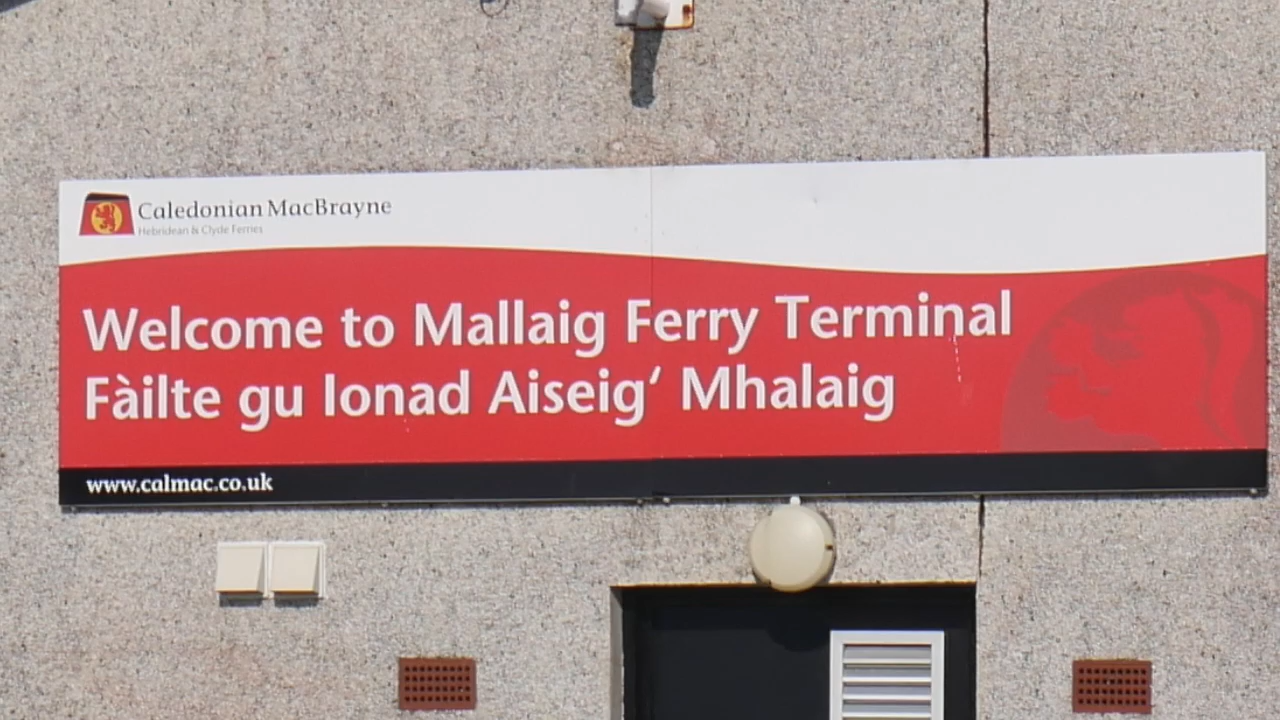 Caledonian MacBrayne
Hebridean & Clyde Ferries
Welcome to Mallaig Ferry Terminal
Fàilte gu Ionad Aiseig‘ Mhalaig
www.calmac.co.uk